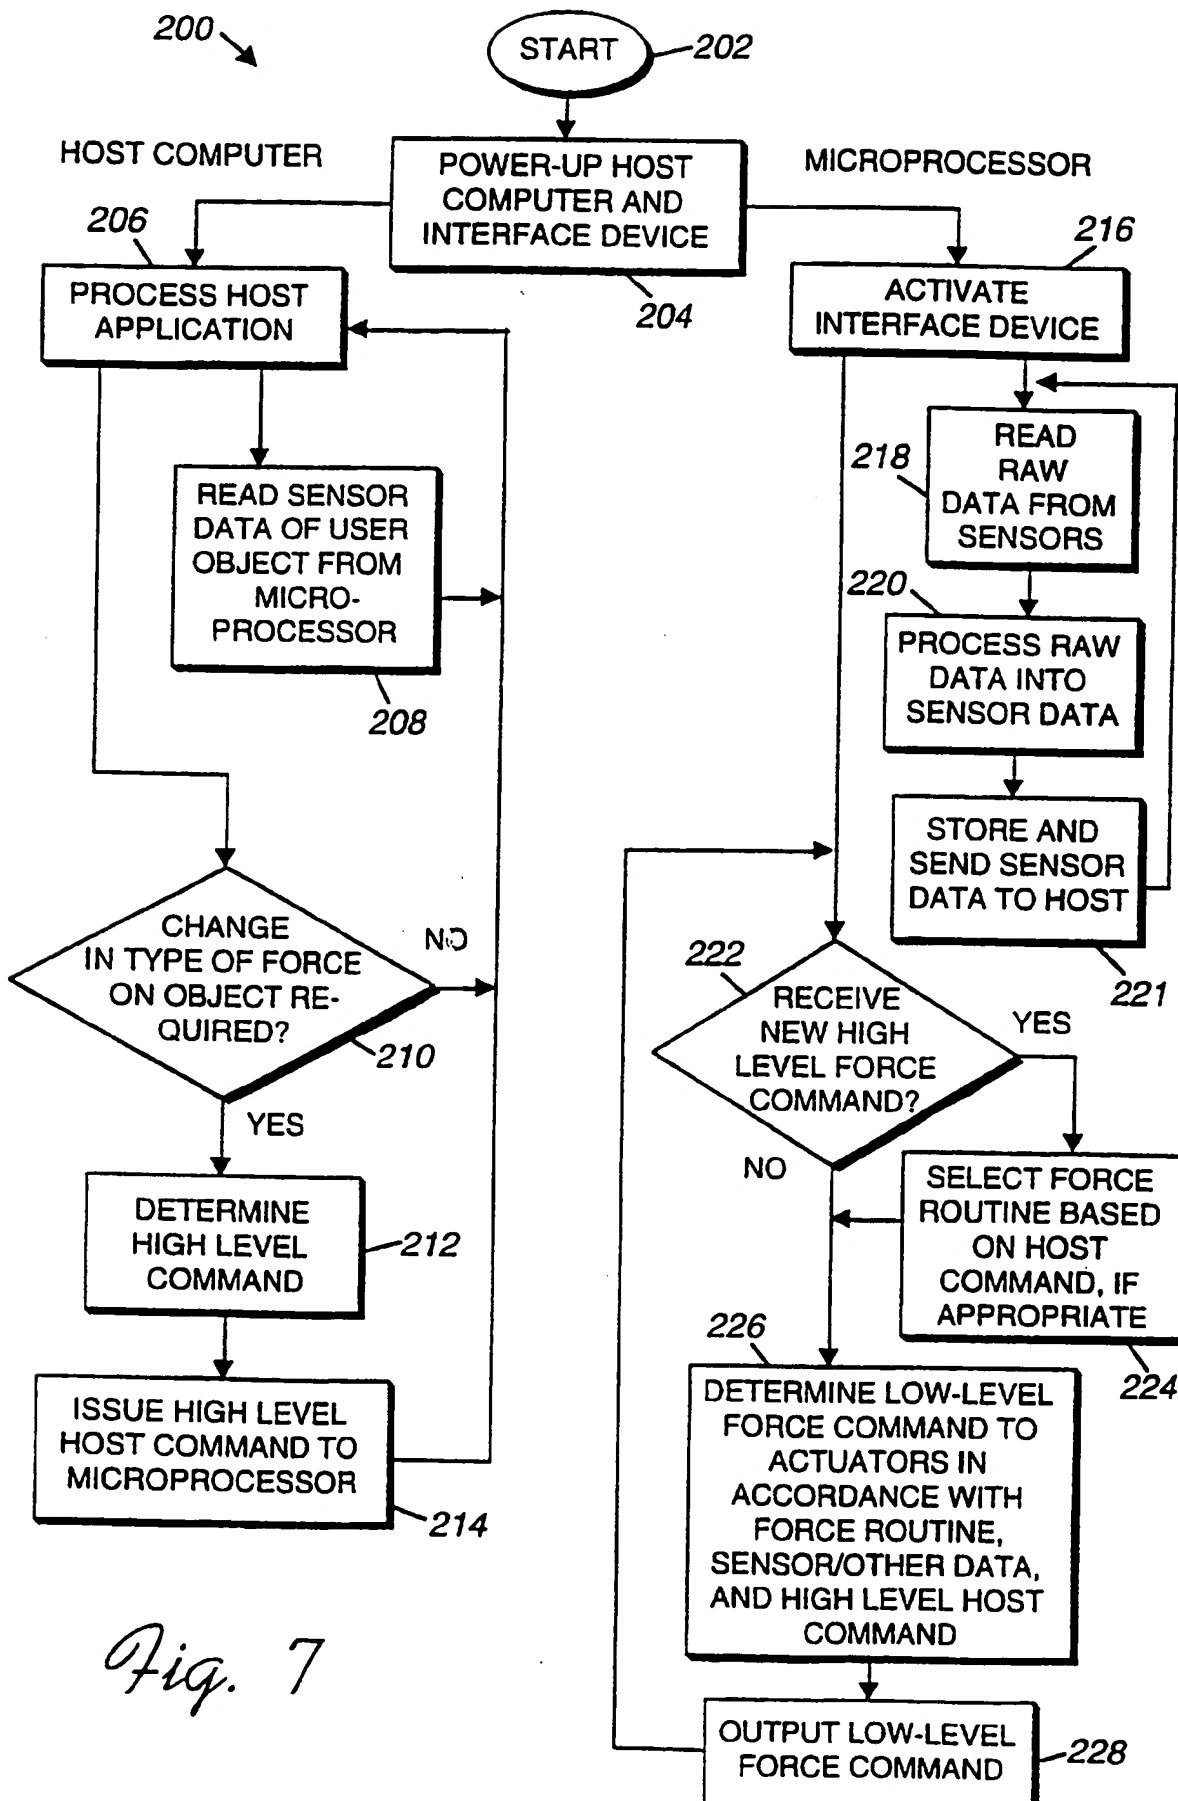 200
START
202
HOST COMPUTER
MICROPROCESSOR
POWER-UP HOST
COMPUTER AND
INTERFACE DEVICE
204
206
PROCESS HOST
APPLICATION
216
ACTIVATE
INTERFACE DEVICE
READ SENSOR
DATA OF USER
OBJECT FROM
MICRO-
PROCESSOR
208
218
READ
RAW
DATA FROM
SENSORS
220
PROCESS RAW
DATA INTO
SENSOR DATA
STORE AND
SEND SENSOR
DATA TO HOST
221
CHANGE
IN TYPE OF FORCE
ON OBJECT RE-
QUIRED?
NO
210
YES
222
RECEIVE
NEW HIGH
LEVEL FORCE
COMMAND?
YES
NO
DETERMINE
HIGH LEVEL
COMMAND
212
SELECT FORCE
ROUTINE BASED
ON HOST
COMMAND, IF
APPROPRIATE
224
ISSUE HIGH LEVEL
HOST COMMAND TO
MICROPROCESSOR
214
226
DETERMINE LOW-LEVEL
FORCE COMMAND TO
ACTUATORS IN
ACCORDANCE WITH
FORCE ROUTINE,
SENSOR/OTHER DATA,
AND HIGH LEVEL HOST
COMMAND
OUTPUT LOW-LEVEL
FORCE COMMAND
228
Fig. 7